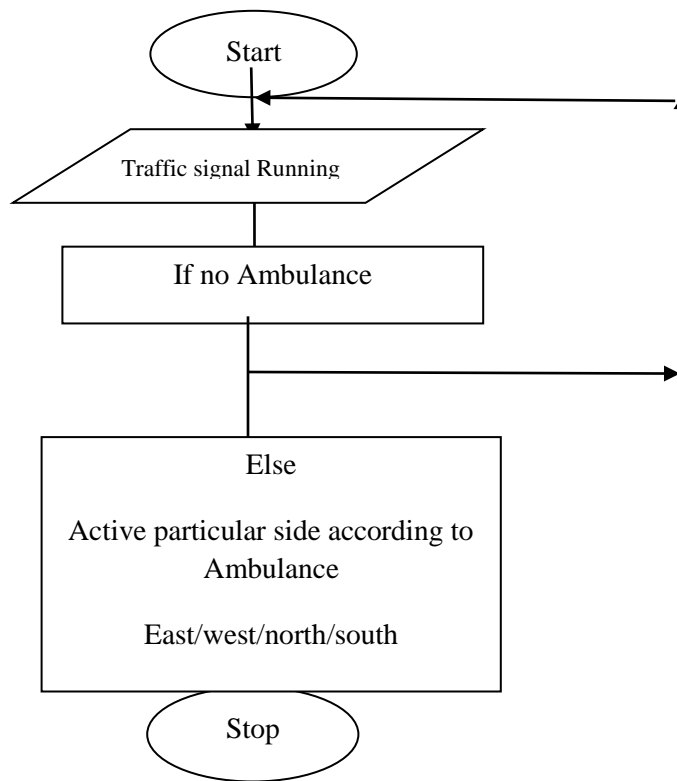 Start
Traffic signal Running
If no Ambulance
Else
Active particular side according to
Ambulance
East/west/north/south
Stop